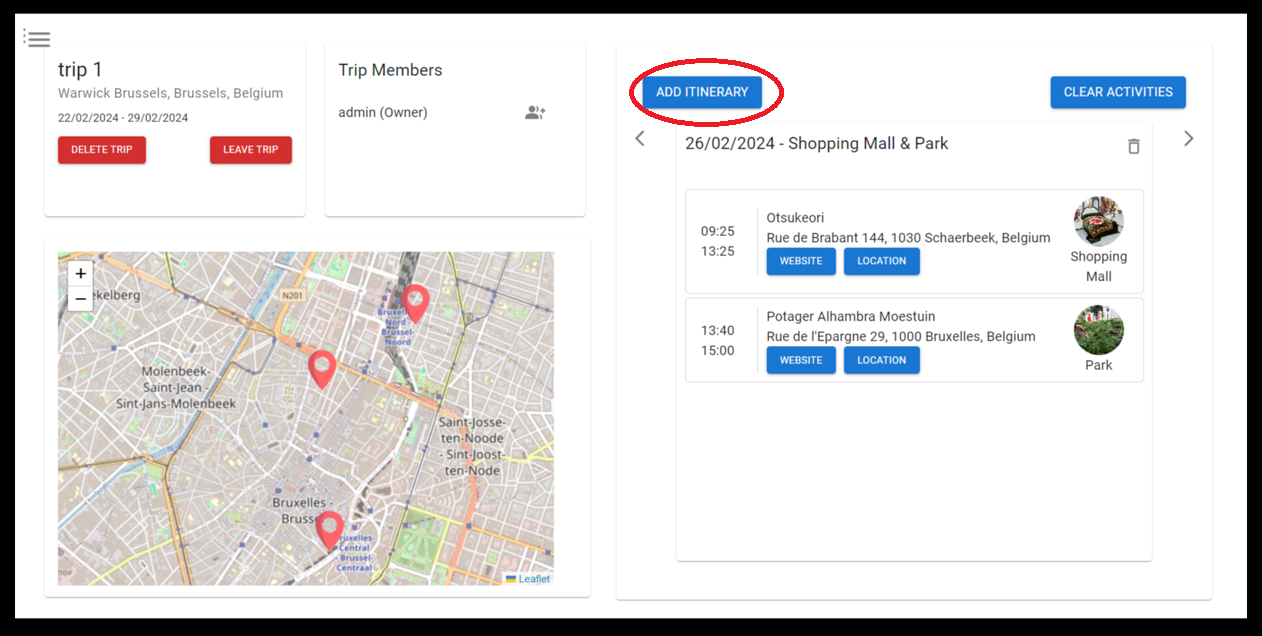 trip 1
Warwick Brussels, Brussels, Belgium
22/02/2024 - 29/02/2024
DELETE TRIP
LEAVE TRIP
Trip Members
admin (Owner)
ADD ITINERARY
CLEAR ACTIVITIES
26/02/2024 - Shopping Mall & Park
09:25
13:25
Otsukeori
Rue de Brabant 144, 1030 Schaerbeek, Belgium
WEBSITE
LOCATION
Shopping
Mall
13:40
15:00
Potager Alhambra Moestuin
Rue de l'Epargne 29, 1000 Bruxelles, Belgium
WEBSITE
LOCATION
Park
+
−
ekelberg
N201
Bruxelles-
Nord -
Brussel-
Noord
Molenbeek-
Saint-Jean -
Sint-Jans-Molenbeek
Saint-Josse-
ten-Noode
- Sint-Joost-
ten-Node
Bruxelles -
Brussel
ruxelles-
Central
- Brussel-
Centraal
Leaflet